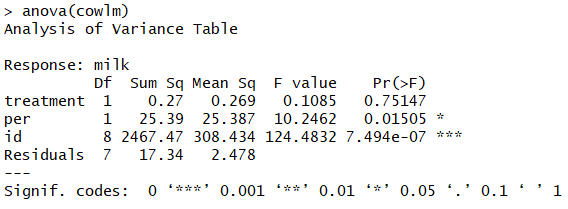 > anova(cowlm)
Analysis of Variance Table
Response: milk
Df Sum Sq Mean Sq F value Pr(>F)
treatment 1 0.27 0.269 0.1085 0.75147
per 1 25.39 25.387 10.2462 0.01505 *
id 8 2467.47 308.434 124.4832 7.494e-07 ***
Residuals 7 17.34 2.478
---
Signif. codes: 0 ‘***’ 0.001 ‘**’ 0.01 ‘*’ 0.05 ‘.’ 0.1 ‘ ’ 1